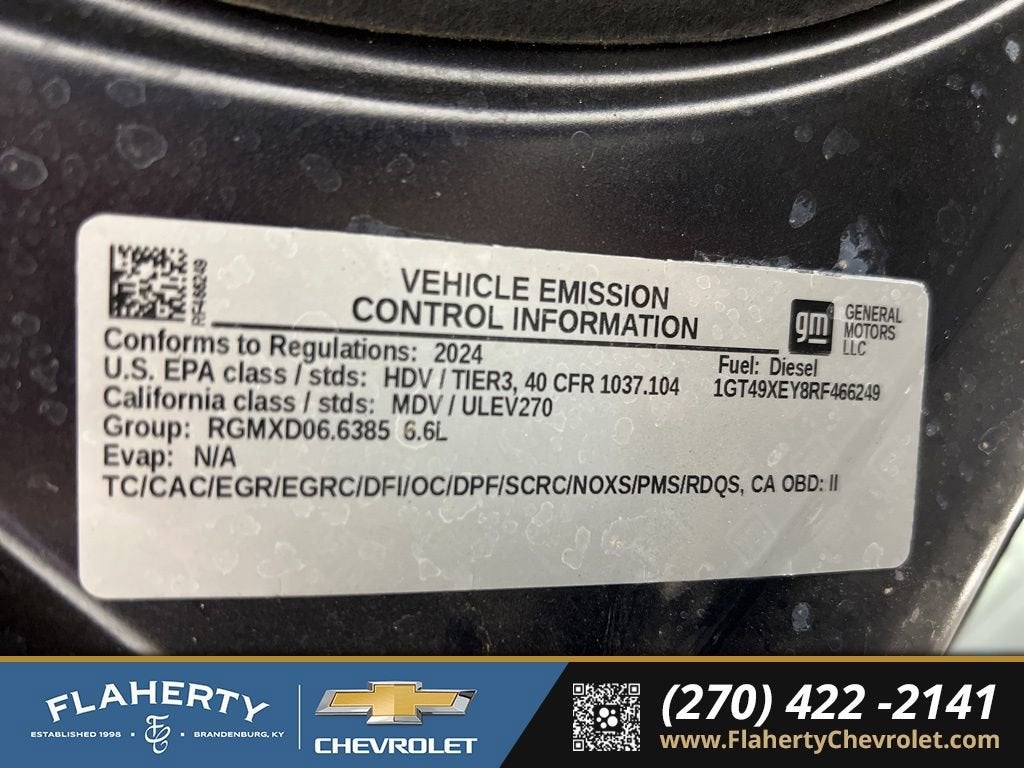 RF466249
VEHICLE EMISSION
CONTROL INFORMATION
gm
GENERAL
MOTORS
LLC
Conforms to Regulations: 2024
Fuel: Diesel
U.S. EPA class / stds: HDV / TIER3, 40 CFR 1037.104
1GT49XEY8RF466249
California class / stds: MDV / ULEV270
Group: RGMXD06.6385 6.6L
Evap: N/A
TC/CAC/EGR/EGRC/DFI/OC/DPF/SCRC/NOXS/PMS/RDQS, CA OBD: II
FLAHERTY
ESTABLISHED 1998 • • BRANDENBURG, KY
CHEVROLET
(270) 422 -2141
www.FlahertyChevrolet.com